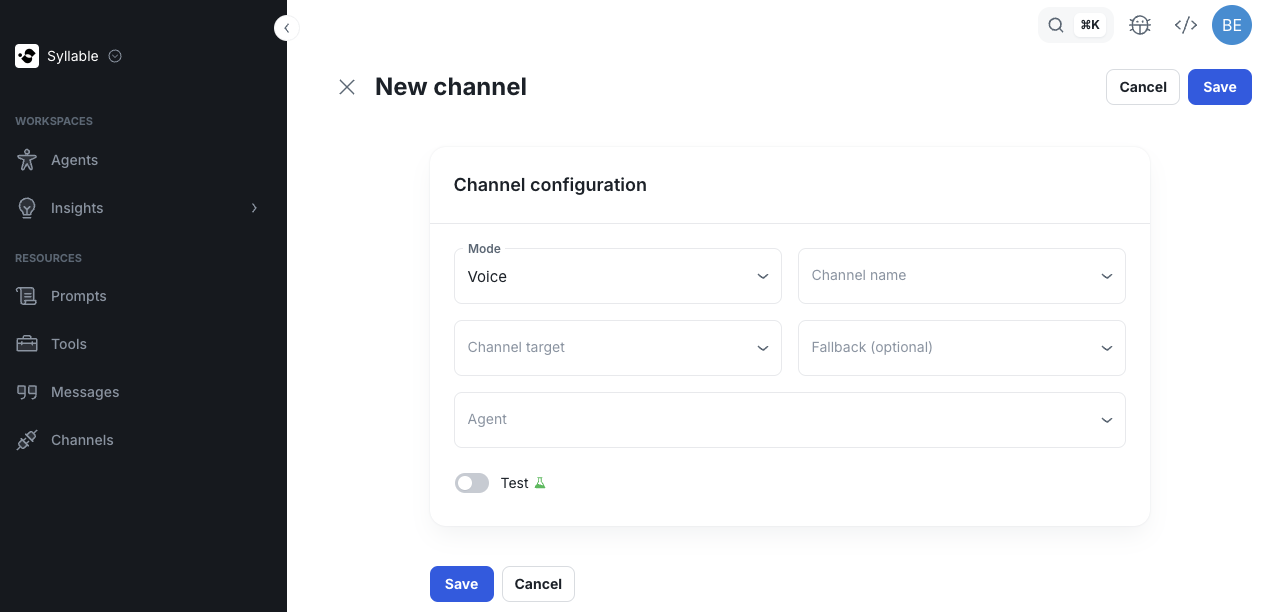 Syllable
WORKSPACES
Agents
Insights
RESOURCES
Prompts
Tools
Messages
Channels
⌘K
BE
New channel
Cancel
Save
Channel configuration
Mode
Voice
Channel name
Channel target
Fallback (optional)
Agent
Test
Save
Cancel